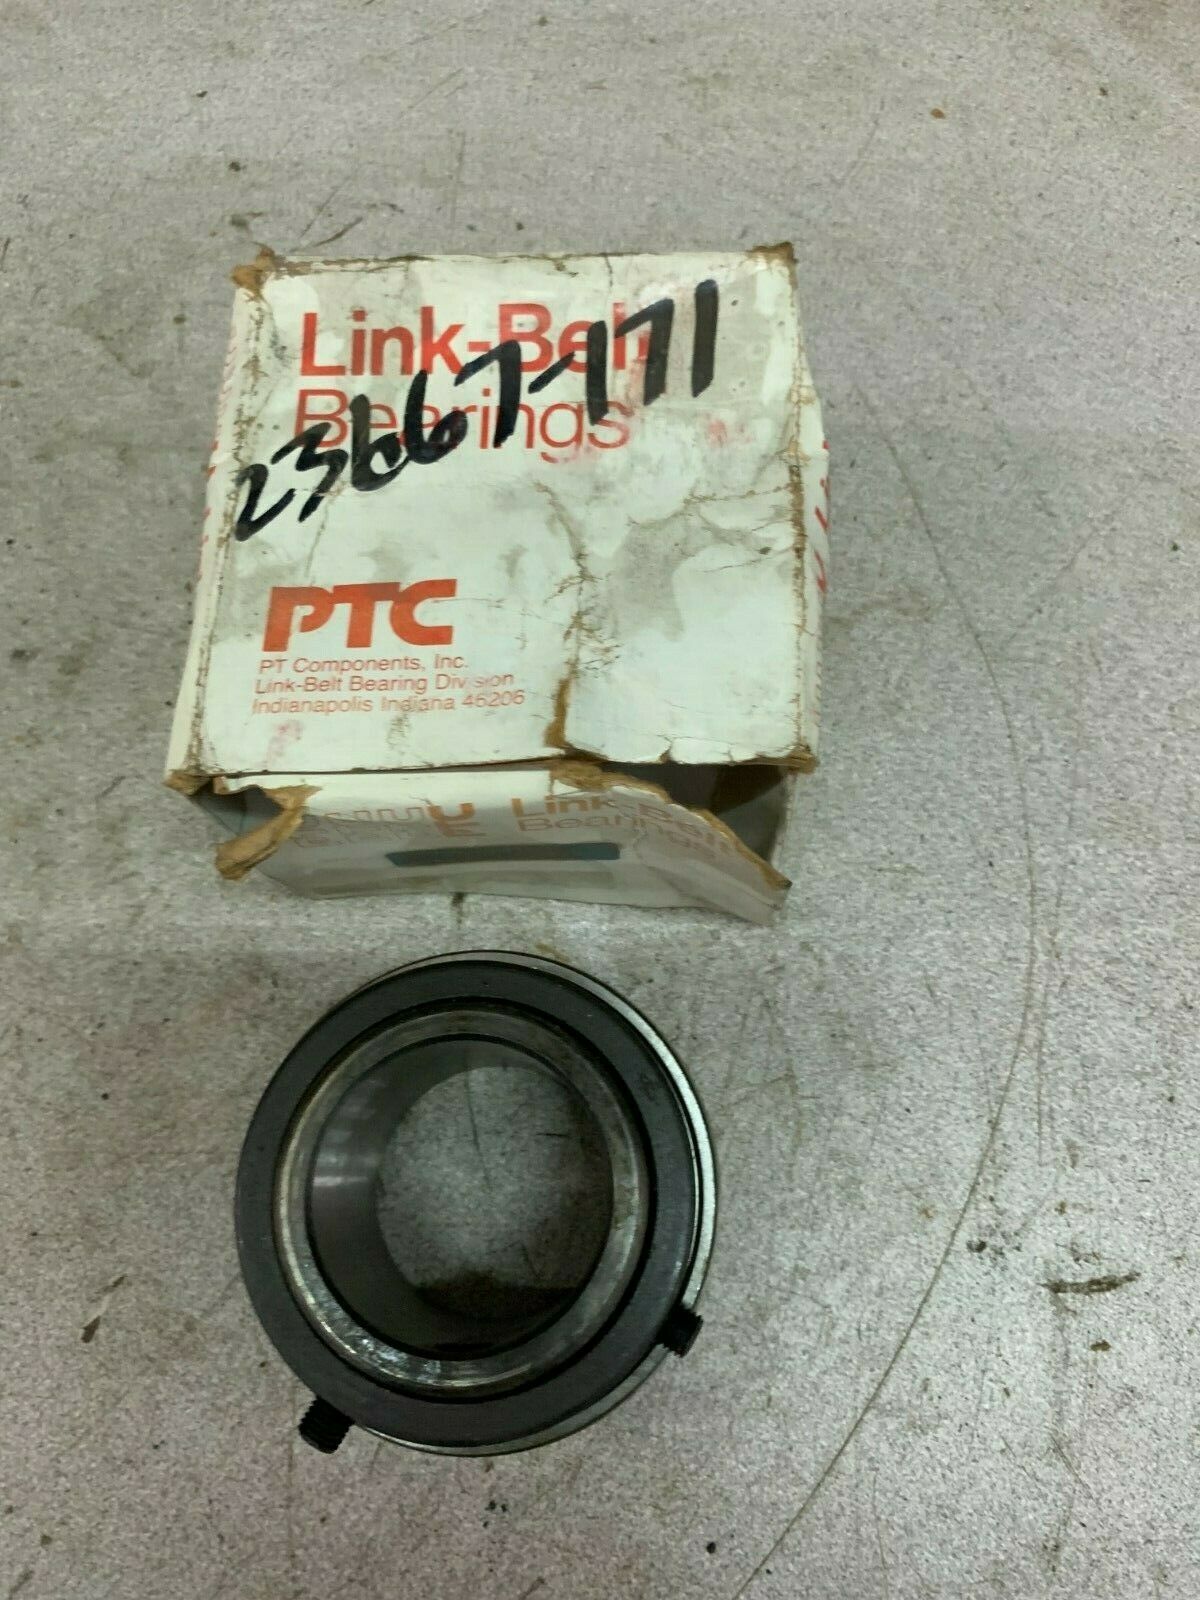 Link-Belt
Bearings
23667-171
PTC
PT Components, Inc.
Link-Belt Bearing Division
Indianapolis Indiana 46206
Link-Belt
Bearings